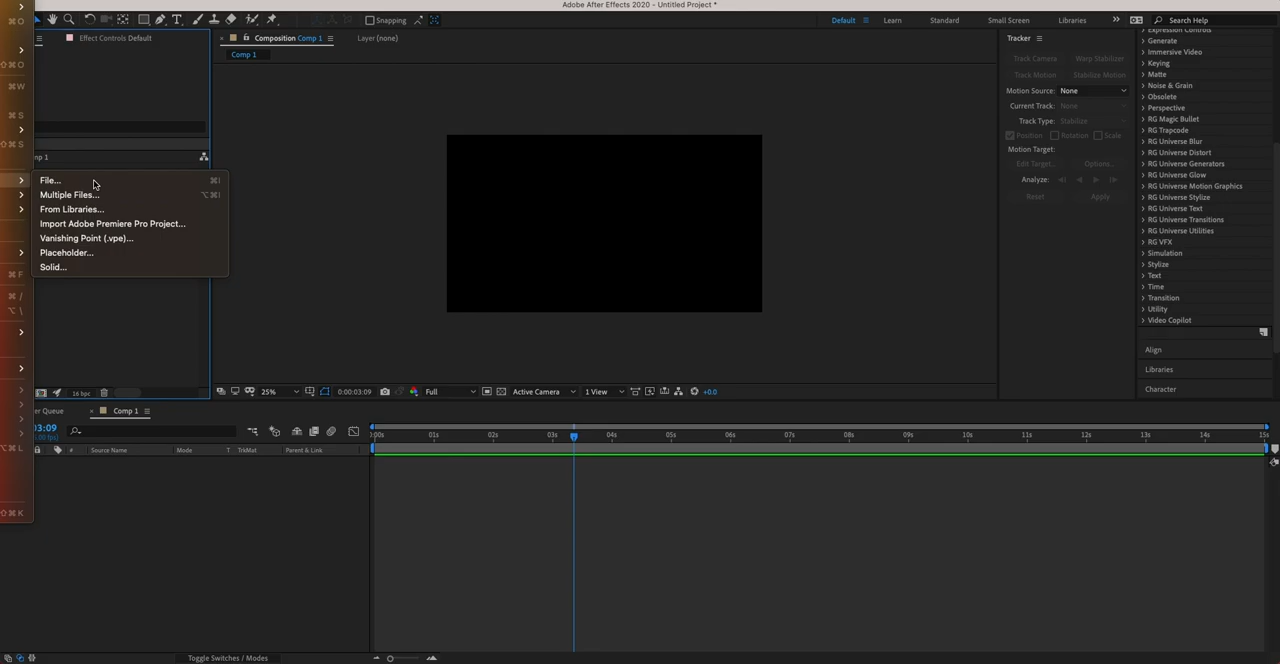 Adobe After Effects 2020 - Untitled Project *
Snapping
Default
Learn
Standard
Small Screen
Libraries
Search Help
Effect Controls Default
Composition Comp 1
Layer (none)
Comp 1
Tracker
Track Camera
Warp Stabilizer
Track Motion
Stabilize Motion
Motion Source: None
Current Track: None
Track Type: Stabilize
Position
Rotation
Scale
Motion Target:
Edit Target...
Options...
Analyze:
Reset
Apply
Expression Controls
Generate
Immersive Video
Keying
Matte
Noise & Grain
Obsolete
Perspective
RG Magic Bullet
RG Trapcode
RG Universe Blur
RG Universe Distort
RG Universe Generators
RG Universe Glow
RG Universe Motion Graphics
RG Universe Stylize
RG Universe Text
RG Universe Transitions
RG Universe Utilities
RG VFX
Simulation
Stylize
Text
Time
Transition
Utility
Video Copilot
Align
Libraries
Character
⌘O
⇧⌘O
⌘W
⌘S
⇧⌘S
⌘F
⌘/
⌥\
⌥⌘L
⇧⌘K
mp 1
File... ⌘I
Multiple Files... ⌥⌘I
From Libraries...
Import Adobe Premiere Pro Project...
Vanishing Point (.vpe)...
Placeholder...
Solid...
16 bpc
25%
0:00:03:09
Full
Active Camera
1 View
+0.0
er Queue
Comp 1
03:09
#
Source Name
Mode
T TrkMat
Parent & Link
:00s
01s
02s
03s
04s
05s
06s
07s
08s
09s
10s
11s
12s
13s
14s
15s
Toggle Switches / Modes